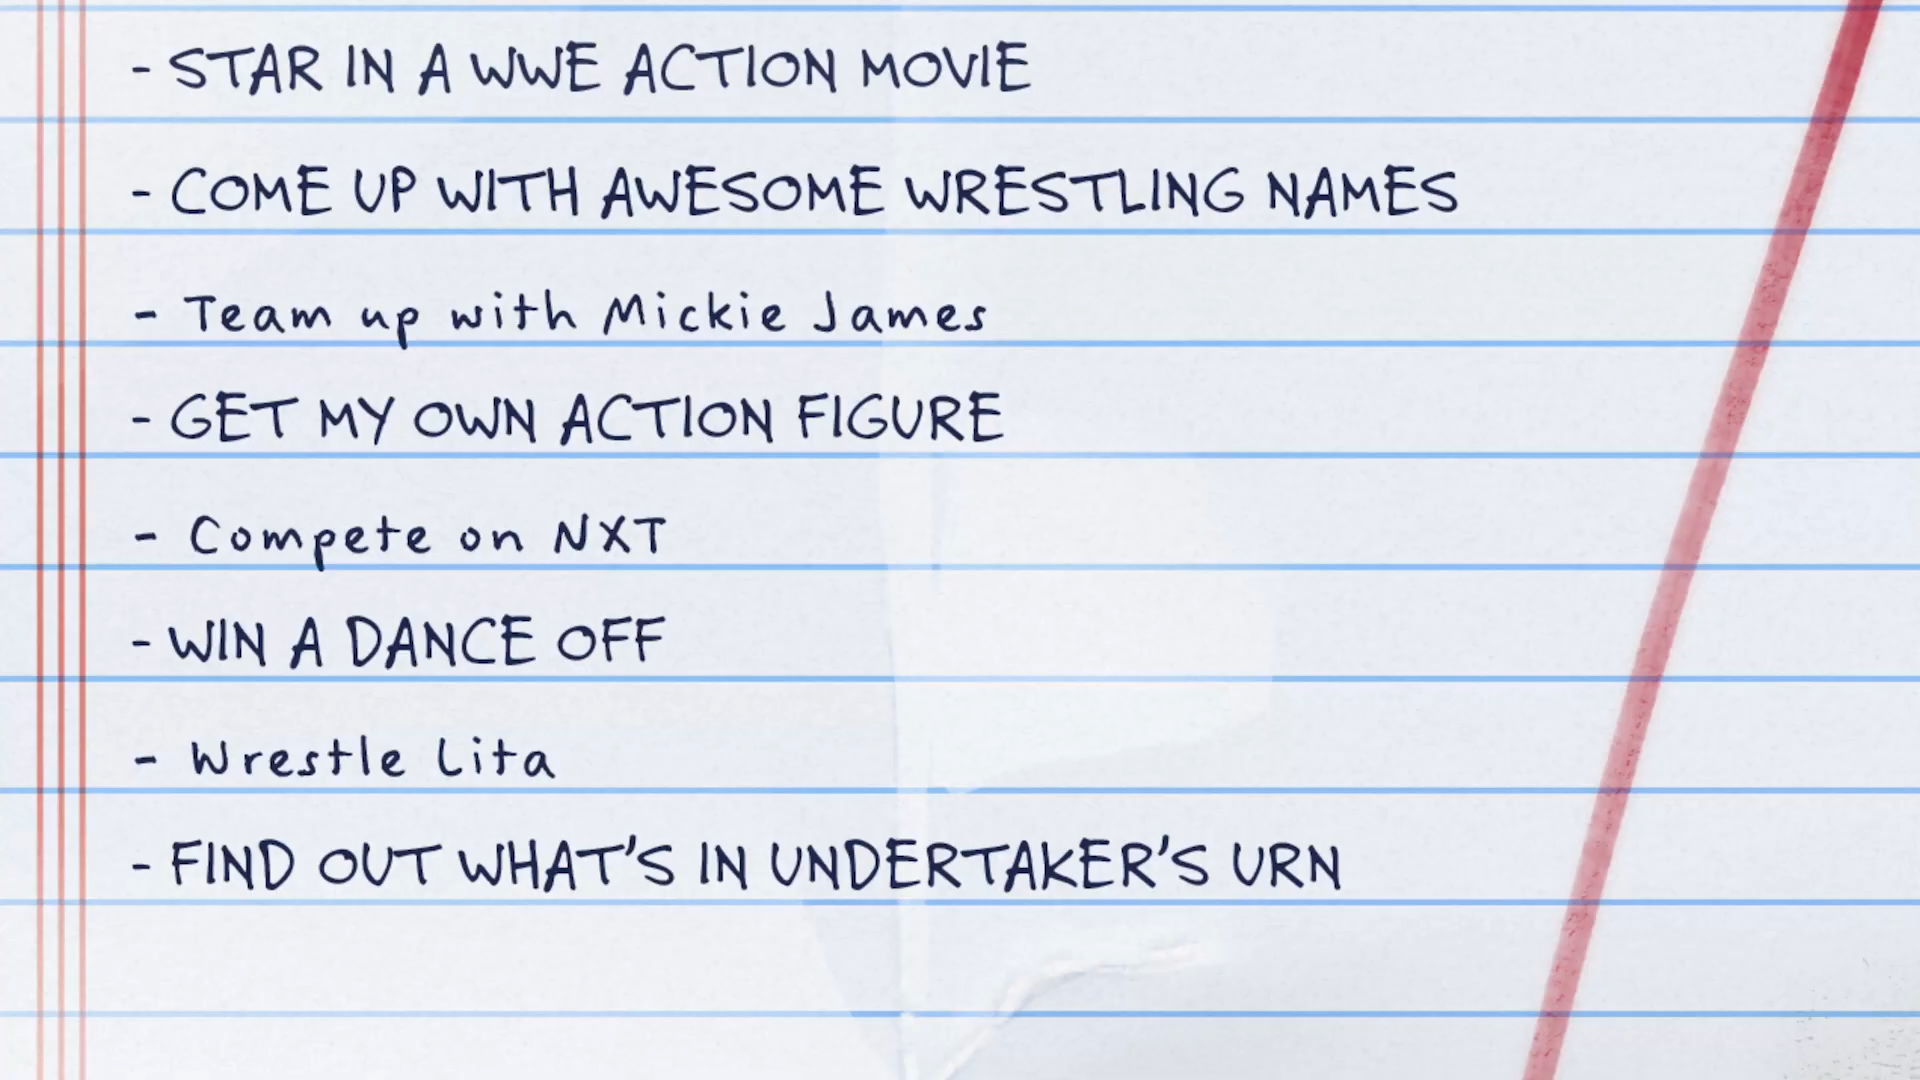 - STAR IN A WWE ACTION MOVIE
- COME UP WITH AWESOME WRESTLING NAMES
- Team up with Mickie James
- GET MY OWN ACTION FIGURE
- Compete on NXT
- WIN A DANCE OFF
- Wrestle Lita
- FIND OUT WHAT'S IN UNDERTAKER'S URN